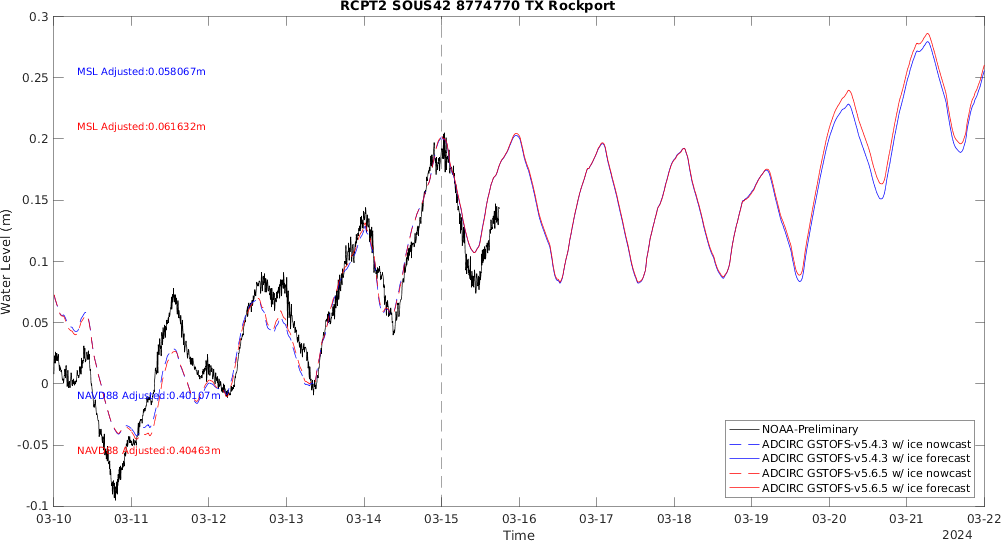 RCPT2 SOUS42 8774770 TX Rockport
0.3
0.25
0.2
0.15
0.1
0.05
0
-0.05
-0.1
Water Level (m)
MSL Adjusted:0.058067m
MSL Adjusted:0.061632m
NAVD88 Adjusted:0.40107m
NAVD88 Adjusted:0.40463m
NOAA-Preliminary
ADCIRC GSTOFS-v5.4.3 w/ ice nowcast
ADCIRC GSTOFS-v5.4.3 w/ ice forecast
ADCIRC GSTOFS-v5.6.5 w/ ice nowcast
ADCIRC GSTOFS-v5.6.5 w/ ice forecast
03-10 03-11 03-12 03-13 03-14 03-15 03-16 03-17 03-18 03-19 03-20 03-21 03-22
Time
2024